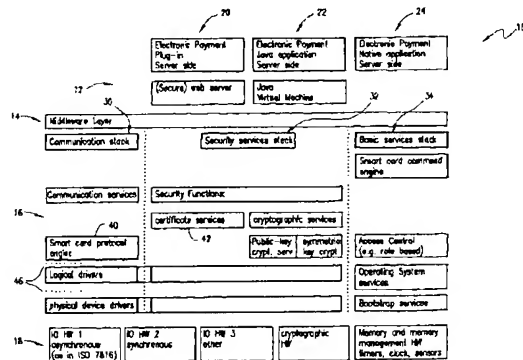 20
22
24
10
Electronic Payment
Plug-in
Server side
Electronic Payment
Java application
Server side
Electronic Payment
Native application
Server side
12
(Secure) web server
Java
Virtual Machine
30
32
34
14
Middleware Layer
Communication stack
Security services stack
Basic services stack
Smart card command
engine
Communication services
Security Functions:
16
certificate services
cryptographic services
40
42
Smart card protocol
Public-key
crypt. serv
symmetric
key crypt
Access Control
(e.g. role based)
46
Logical drivers
Operating System
services
physical device drivers
Bootstrap services
18
IO HW 1
asynchronous
(as in ISO 7816)
IO HW 2
synchronous
IO HW 3
ether
cryptographic
HW
Memory and memory
management HW
timers, clock, sensors